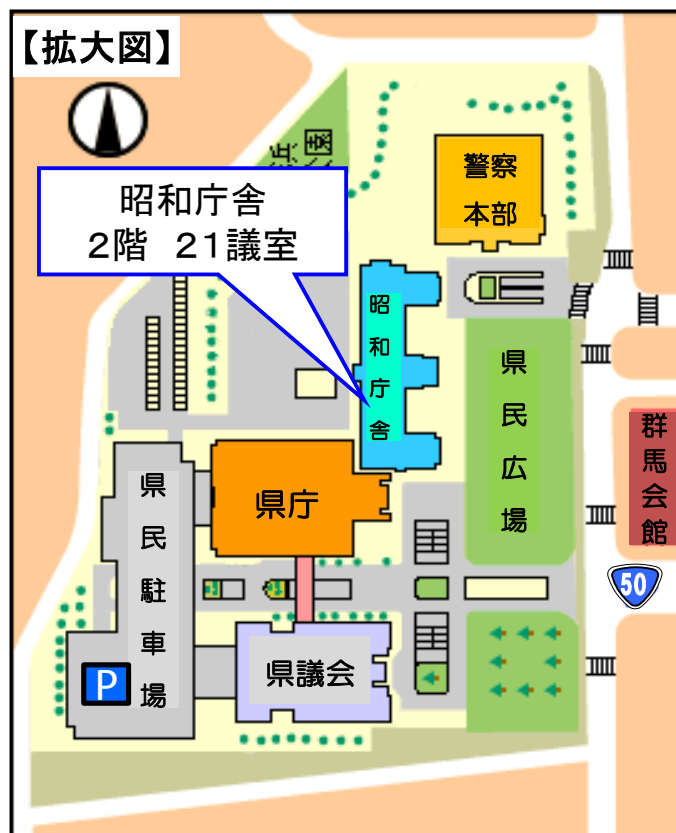 【拡大図】
昭和庁舎
2階 21議室
警察
本部
昭和庁舎
県民広場
群馬会館
県庁
県民駐車場
50
県議会
P